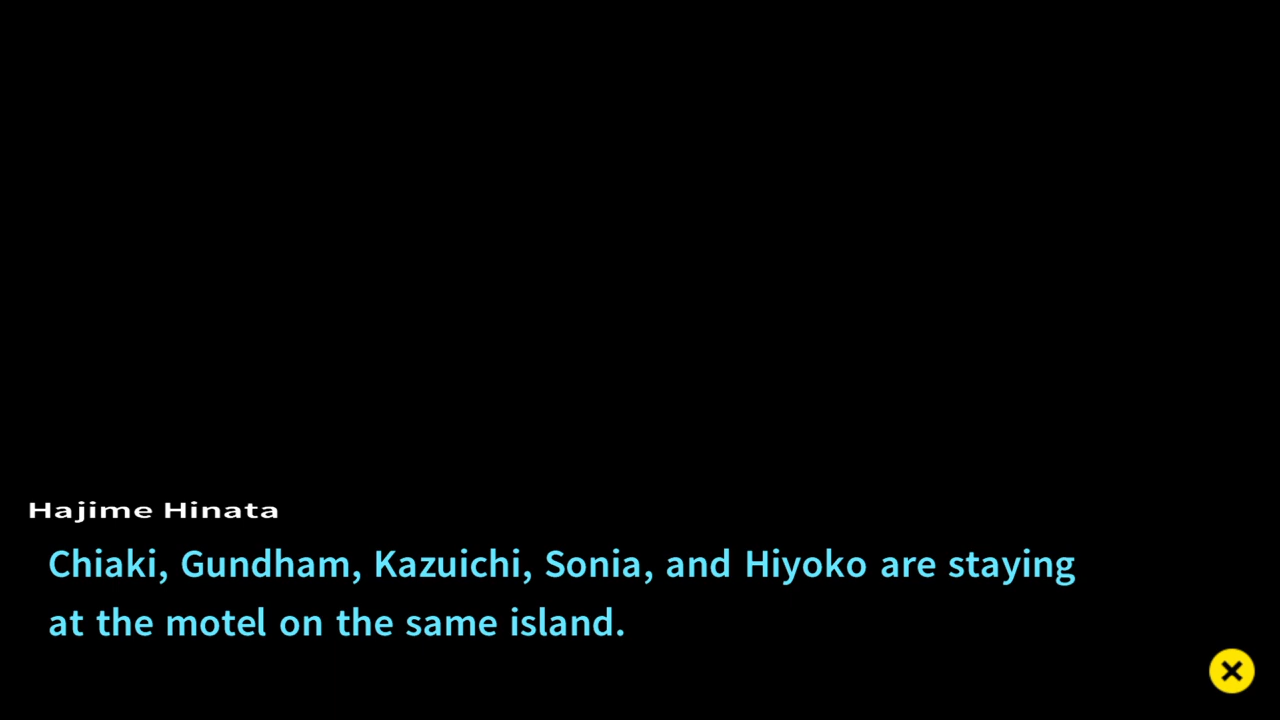 Hajime Hinata
Chiaki, Gundham, Kazuichi, Sonia, and Hiyoko are staying
at the motel on the same island.